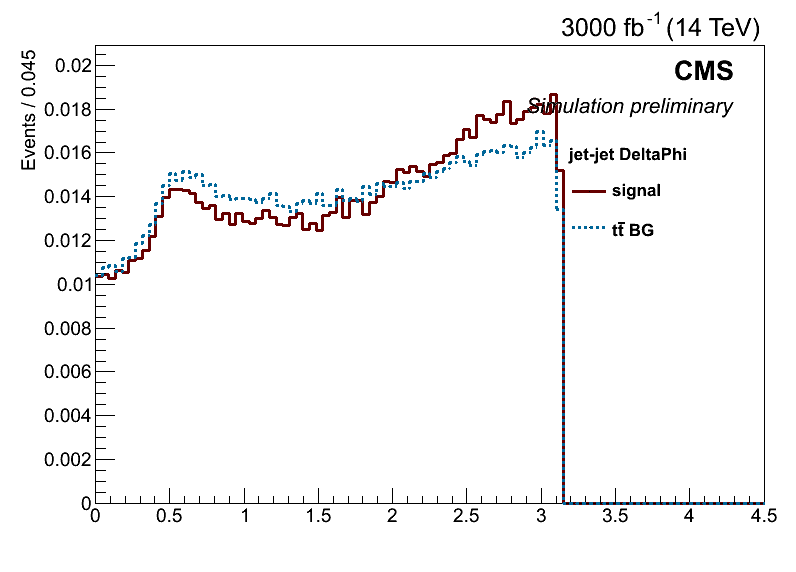 3000 fb⁻¹ (14 TeV)
Events / 0.045
0.02
0.018
0.016
0.014
0.012
0.01
0.008
0.006
0.004
0.002
0
CMS
Simulation preliminary
jet-jet DeltaPhi
signal
tt̅ BG
0 0.5 1 1.5 2 2.5 3 3.5 4 4.5